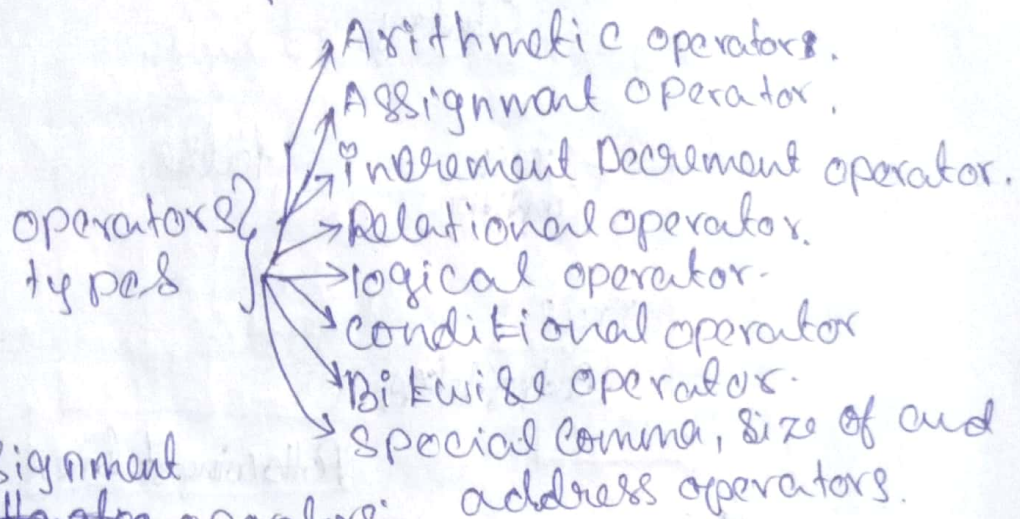 Arithmetic operators.
Assignment operator.
increment Decrement operator.
operators
types
Relational operator.
logical operator.
conditional operator
Bitwise operator.
special comma, size of and
address operators.
signment
operators.